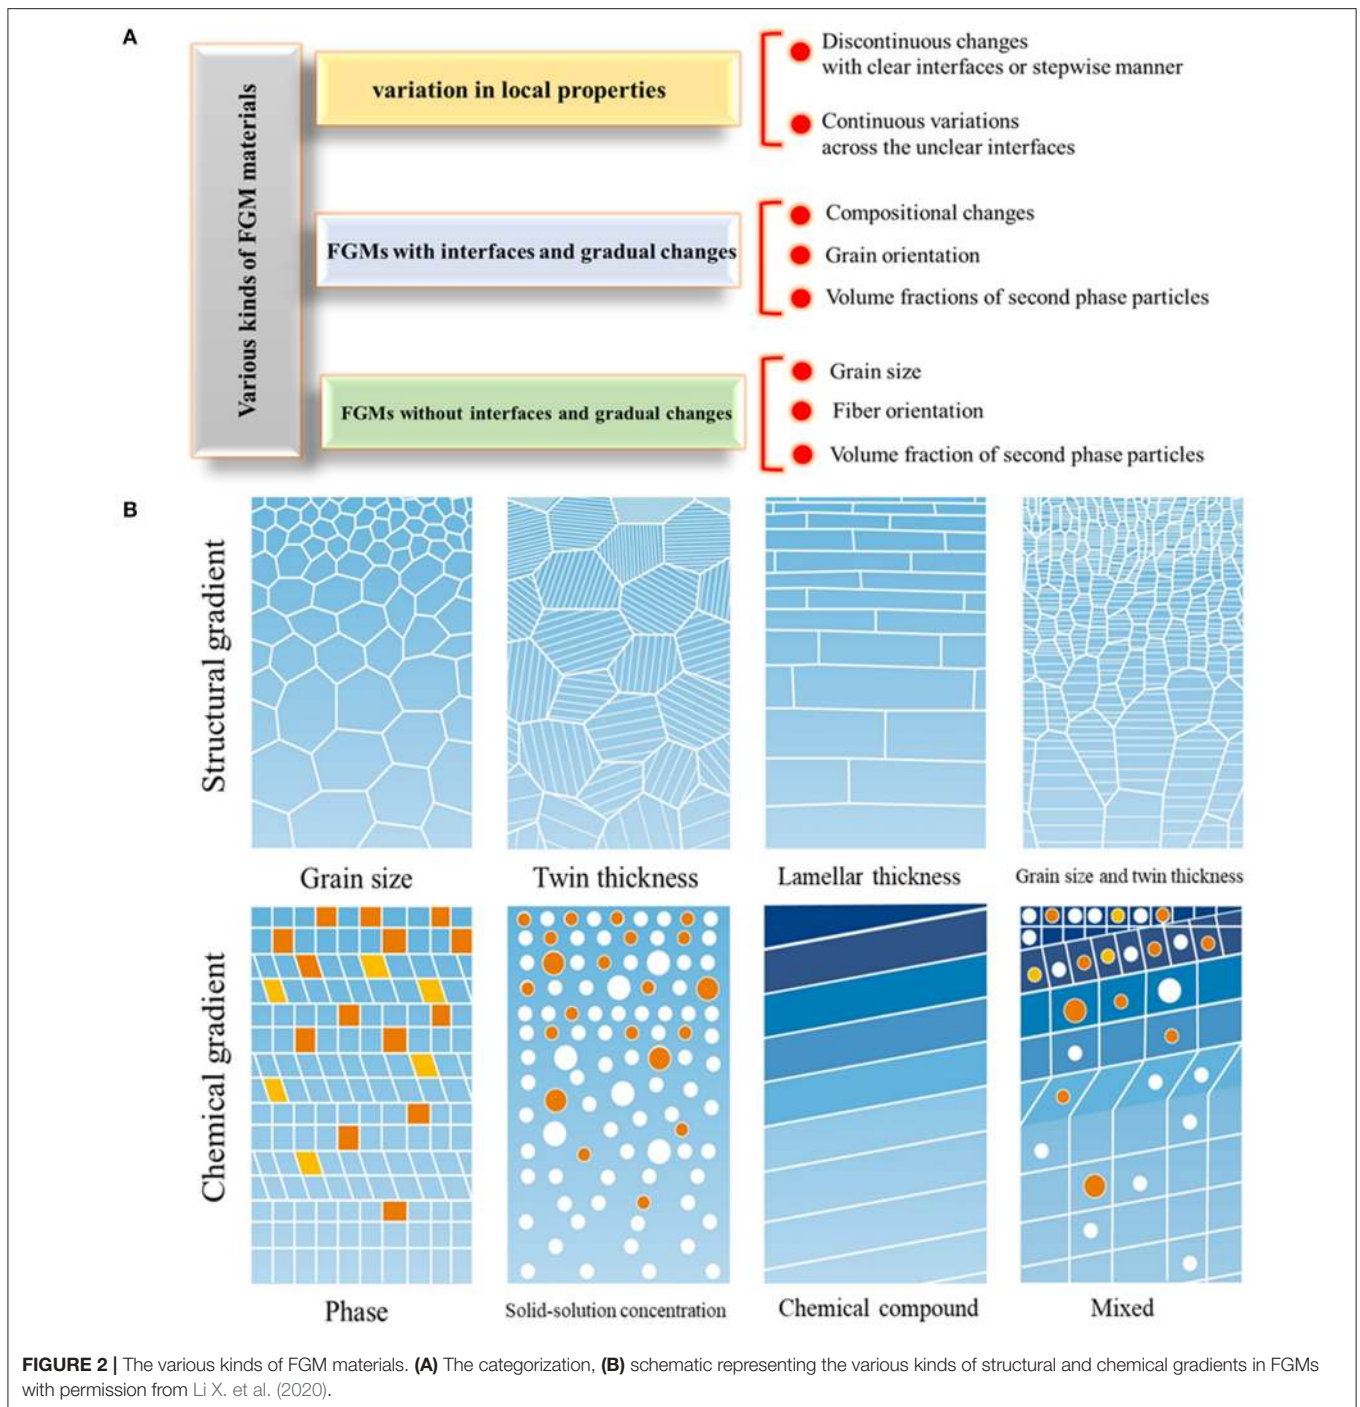 A
Various kinds of FGM materials
variation in local properties
Discontinuous changes
with clear interfaces or stepwise manner
Continuous variations
across the unclear interfaces
FGMs with interfaces and gradual changes
Compositional changes
Grain orientation
Volume fractions of second phase particles
FGMs without interfaces and gradual changes
Grain size
Fiber orientation
Volume fraction of second phase particles
B
Structural gradient
Grain size
Twin thickness
Lamellar thickness
Grain size and twin thickness
Chemical gradient
Phase
Solid-solution concentration
Chemical compound
Mixed
FIGURE 2 | The various kinds of FGM materials. (A) The categorization, (B) schematic representing the various kinds of structural and chemical gradients in FGMs
with permission from Li X. et al. (2020).